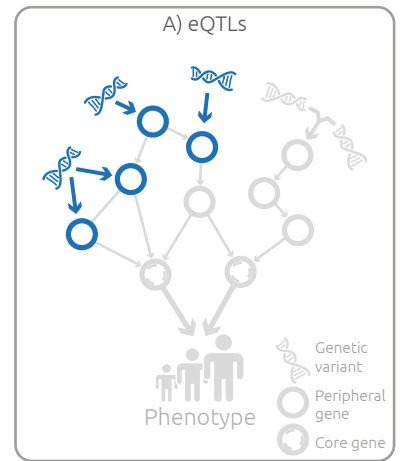 A) eQTLs
Phenotype
Genetic
variant
Peripheral
gene
Core gene